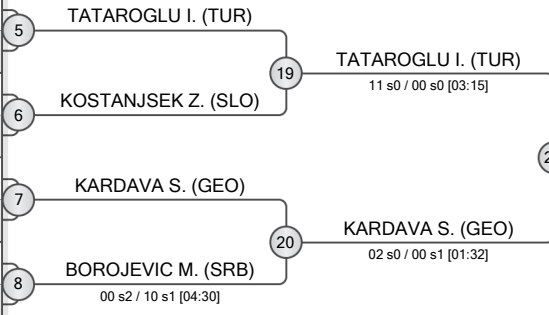 TATAROGLU I. (TUR)
5
19
TATAROGLU I. (TUR)
11 s0 / 00 s0 [03:15]
KOSTANJSEK Z. (SLO)
6
KARDAVA S. (GEO)
7
20
KARDAVA S. (GEO)
02 s0 / 00 s1 [01:32]
BOROJEVIC M. (SRB)
8
00 s2 / 10 s1 [04:30]